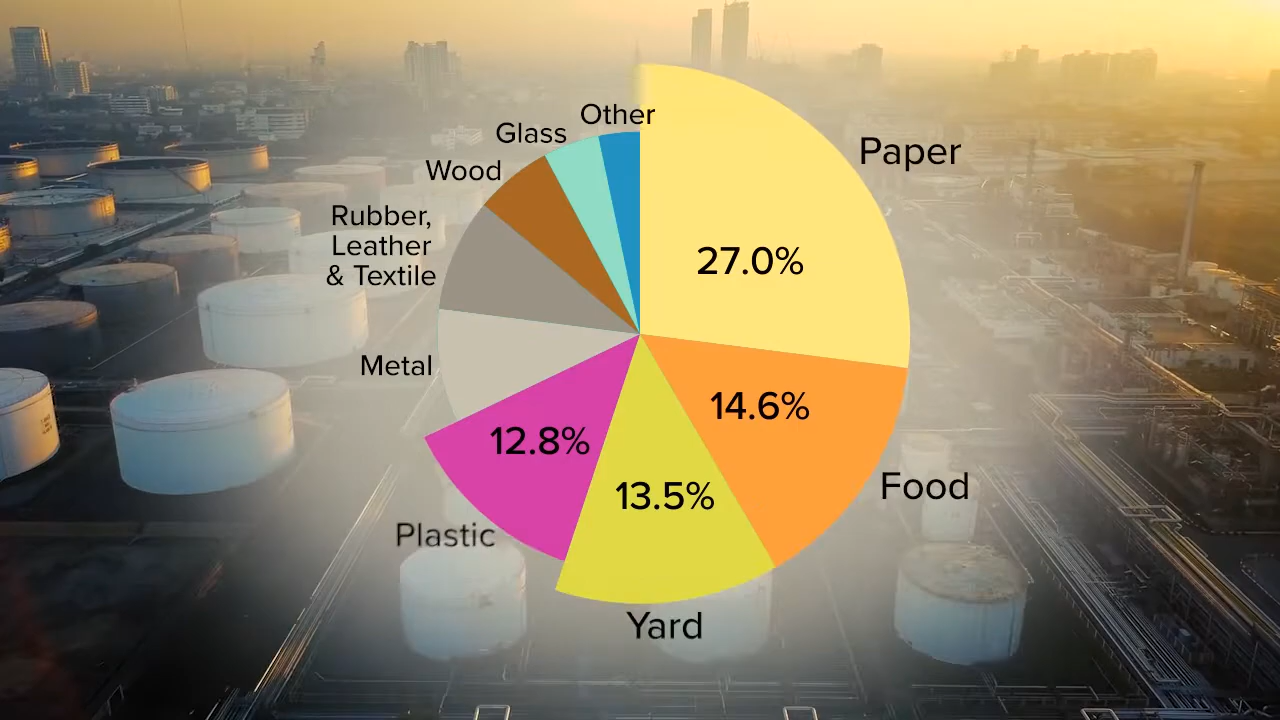 Other
Glass
Paper
Wood
Rubber,
Leather
& Textile
27.0%
Metal
14.6%
12.8%
Food
13.5%
Plastic
Yard